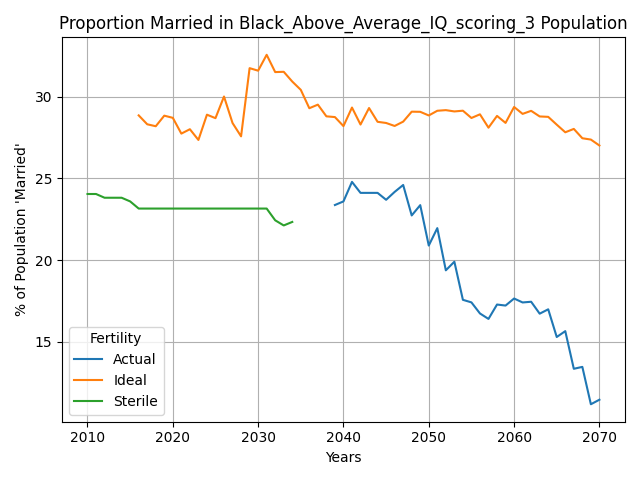 Proportion Married in Black_Above_Average_IQ_scoring_3 Population
% of Population 'Married'
30
25
20
15
Fertility
Actual
Ideal
Sterile
2010 2020 2030 2040 2050 2060 2070
Years